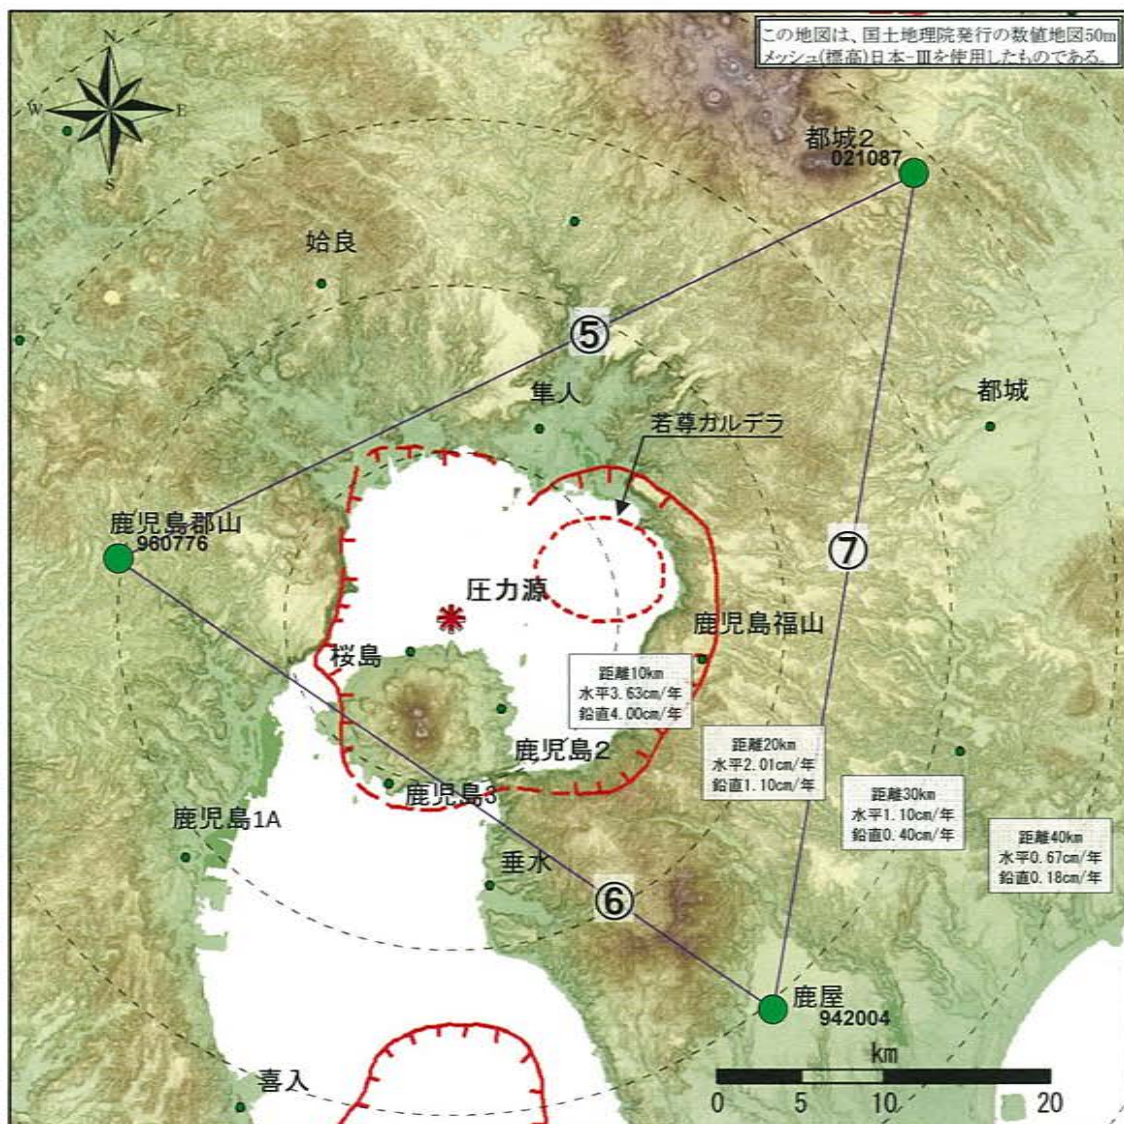 この地図は、国土地理院発行の数値地図50m
メッシュ(標高)日本-Ⅲを使用したものである。
N
W
E
S
都城2
021087
姶良
⑤
隼人
都城
若尊カルデラ
鹿児島郡山
960776
⑦
圧力源
鹿児島福山
桜島
距離10km
水平3.63cm/年
鉛直4.00cm/年
鹿児島2
距離20km
水平2.01cm/年
鉛直1.10cm/年
鹿児島3
距離30km
水平1.10cm/年
鉛直0.40cm/年
鹿児島1A
距離40km
水平0.67cm/年
鉛直0.18cm/年
垂水
⑥
鹿屋
942004
km
喜入
0 5 10 20